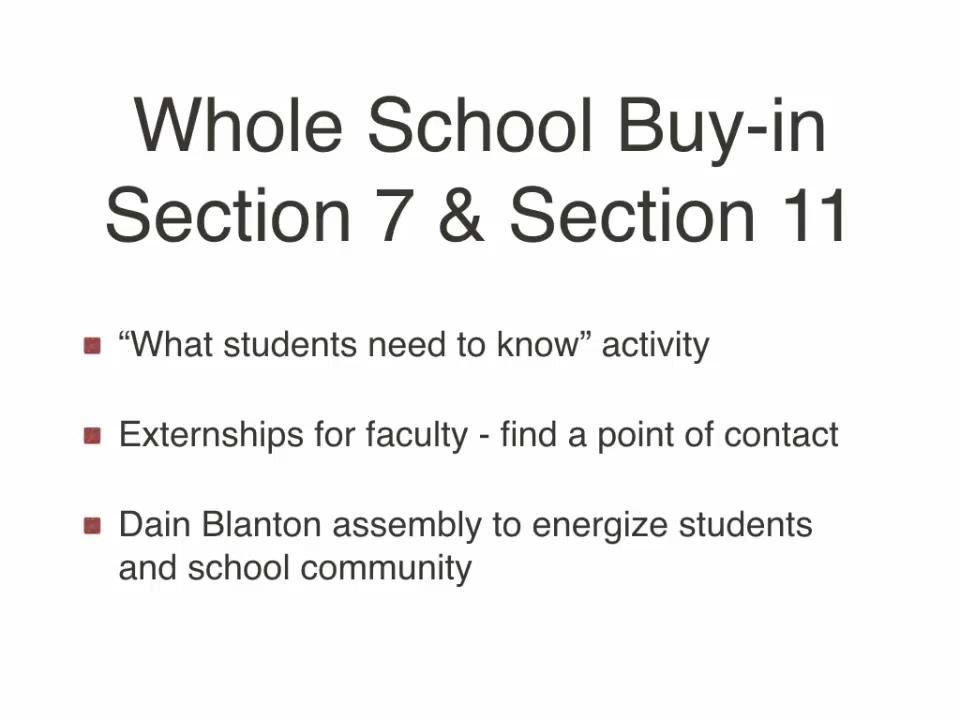 Whole School Buy-in
Section 7 & Section 11
“What students need to know” activity
Externships for faculty - find a point of contact
Dain Blanton assembly to energize students
and school community